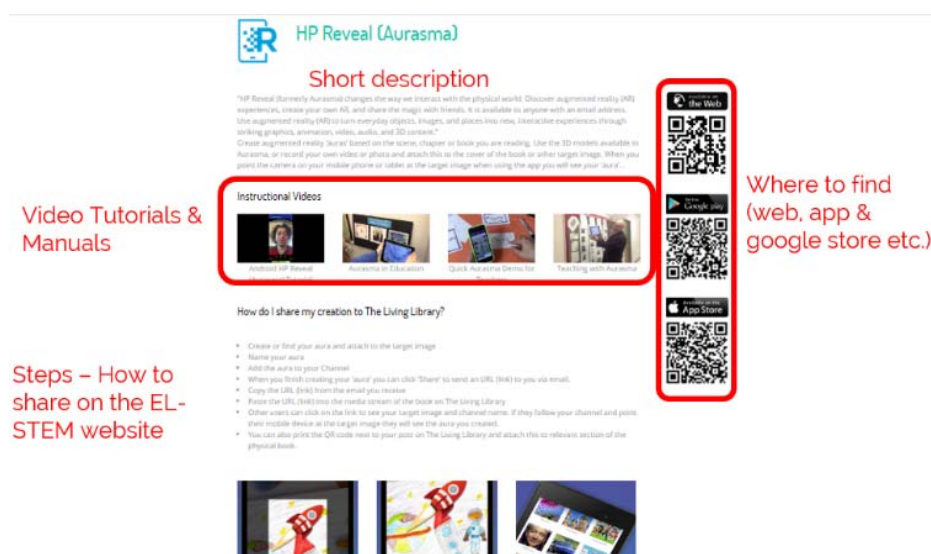 HP Reveal (Aurasma)
Short description
"HP Reveal (formerly Aurasma) changes the way we interact with the physical world. Discover augmented reality (AR)
experiences, create your own AR, and share the magic with friends. It is available to anyone with an email address.
Use augmented reality (AR) to turn everyday objects, images, and places into new, interactive experiences through
striking graphics, animation, video, audio, and 3D content."
Create augmented reality 'auras' based on the scene, chapter or book you are reading. Use the 3D models available in
Aurasma, or record your own video or photo and attach this to the cover of the book or other target image. When you
point the camera on your mobile phone or tablet at the target image when using the app you will see your 'aura'...
Video Tutorials &
Manuals
Instructional Videos
Android HP Reveal
Aurasma in Education
Quick Aurasma Demo for
Teaching with Aurasma
the Web
Google play
App Store
Where to find
(web, app &
google store etc.)
How do I share my creation to The Living Library?
Steps – How to
share on the EL-
STEM website
Create or find your aura and attach to the target image
Name your aura
Add the aura to your Channel
When you finish creating your 'aura' you can click 'Share' to send an URL (link) to you via email.
Copy the URL (link) from the email you receive
Paste the URL (link) into the media stream of the book on The Living Library
Other users can click on the link to see your target image and channel name. If they follow your channel and point
their mobile device at the target image they will see the aura you created.
You can also print the QR code next to your post on The Living Library and attach this to relevant section of the
physical book.